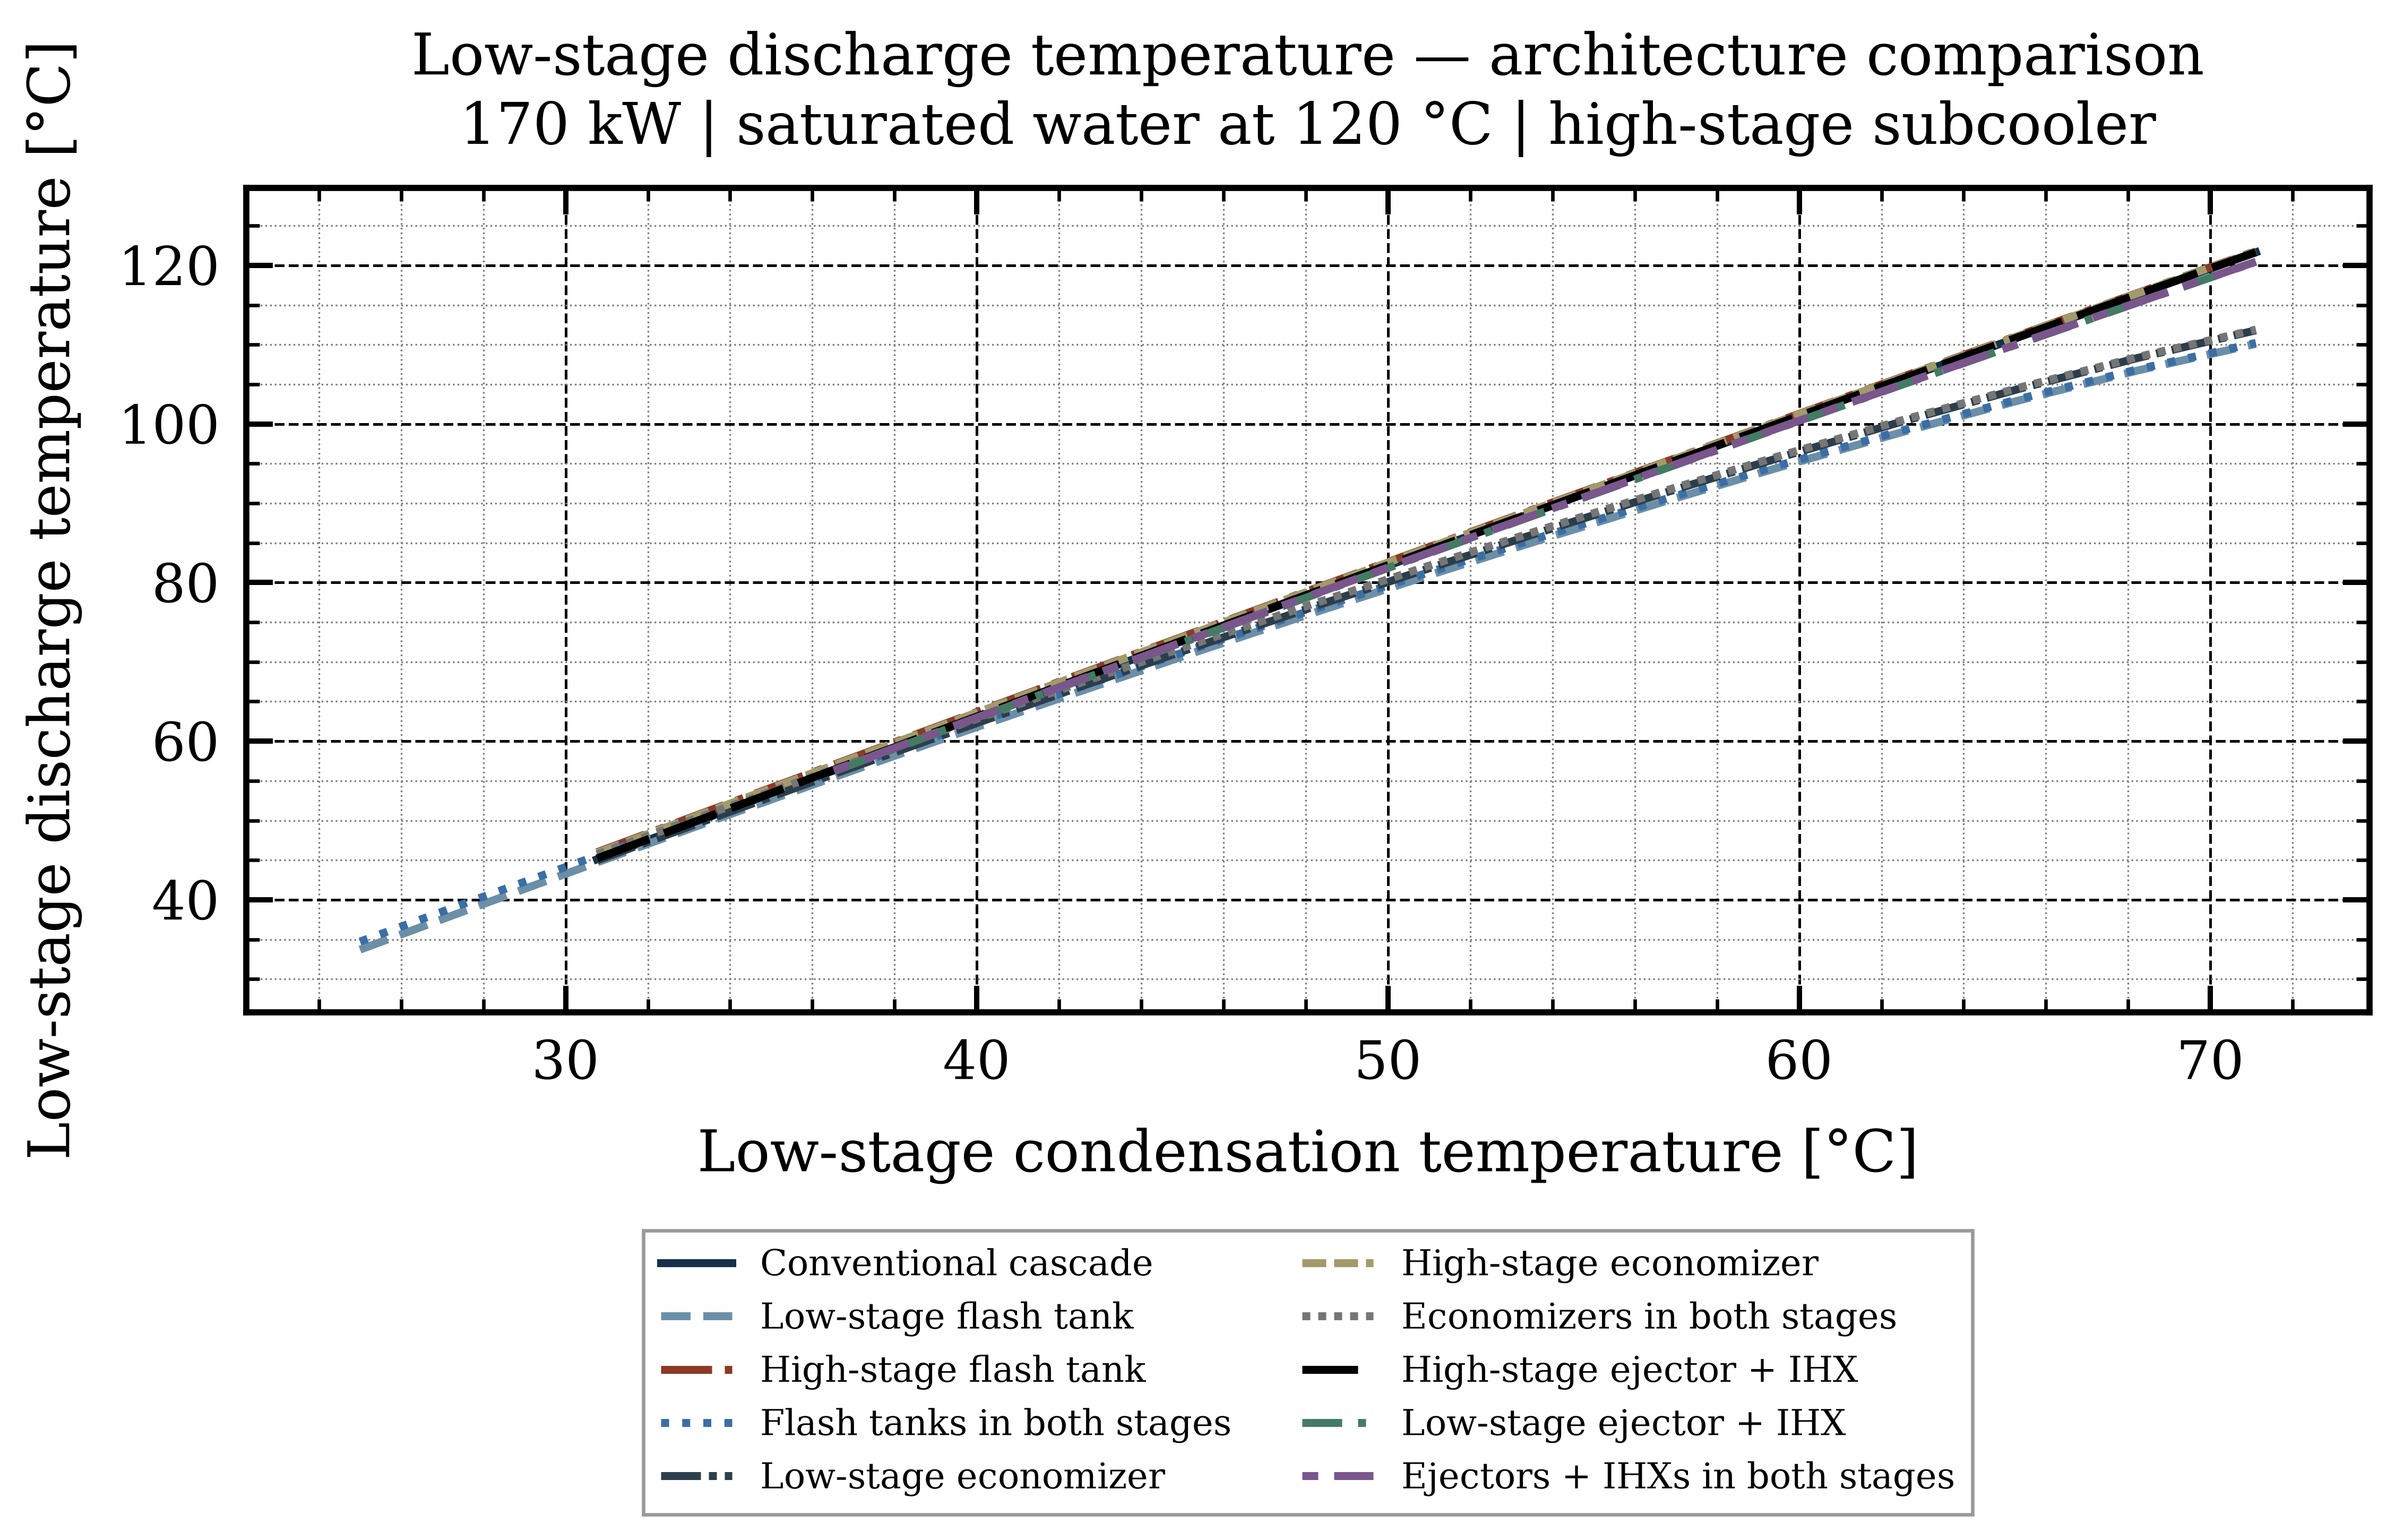 Low-stage discharge temperature — architecture comparison
170 kW | saturated water at 120 °C | high-stage subcooler
Low-stage discharge temperature [°C]
120
100
80
60
40
30 40 50 60 70
Low-stage condensation temperature [°C]
Conventional cascade
Low-stage flash tank
High-stage flash tank
Flash tanks in both stages
Low-stage economizer
High-stage economizer
Economizers in both stages
High-stage ejector + IHX
Low-stage ejector + IHX
Ejectors + IHXs in both stages